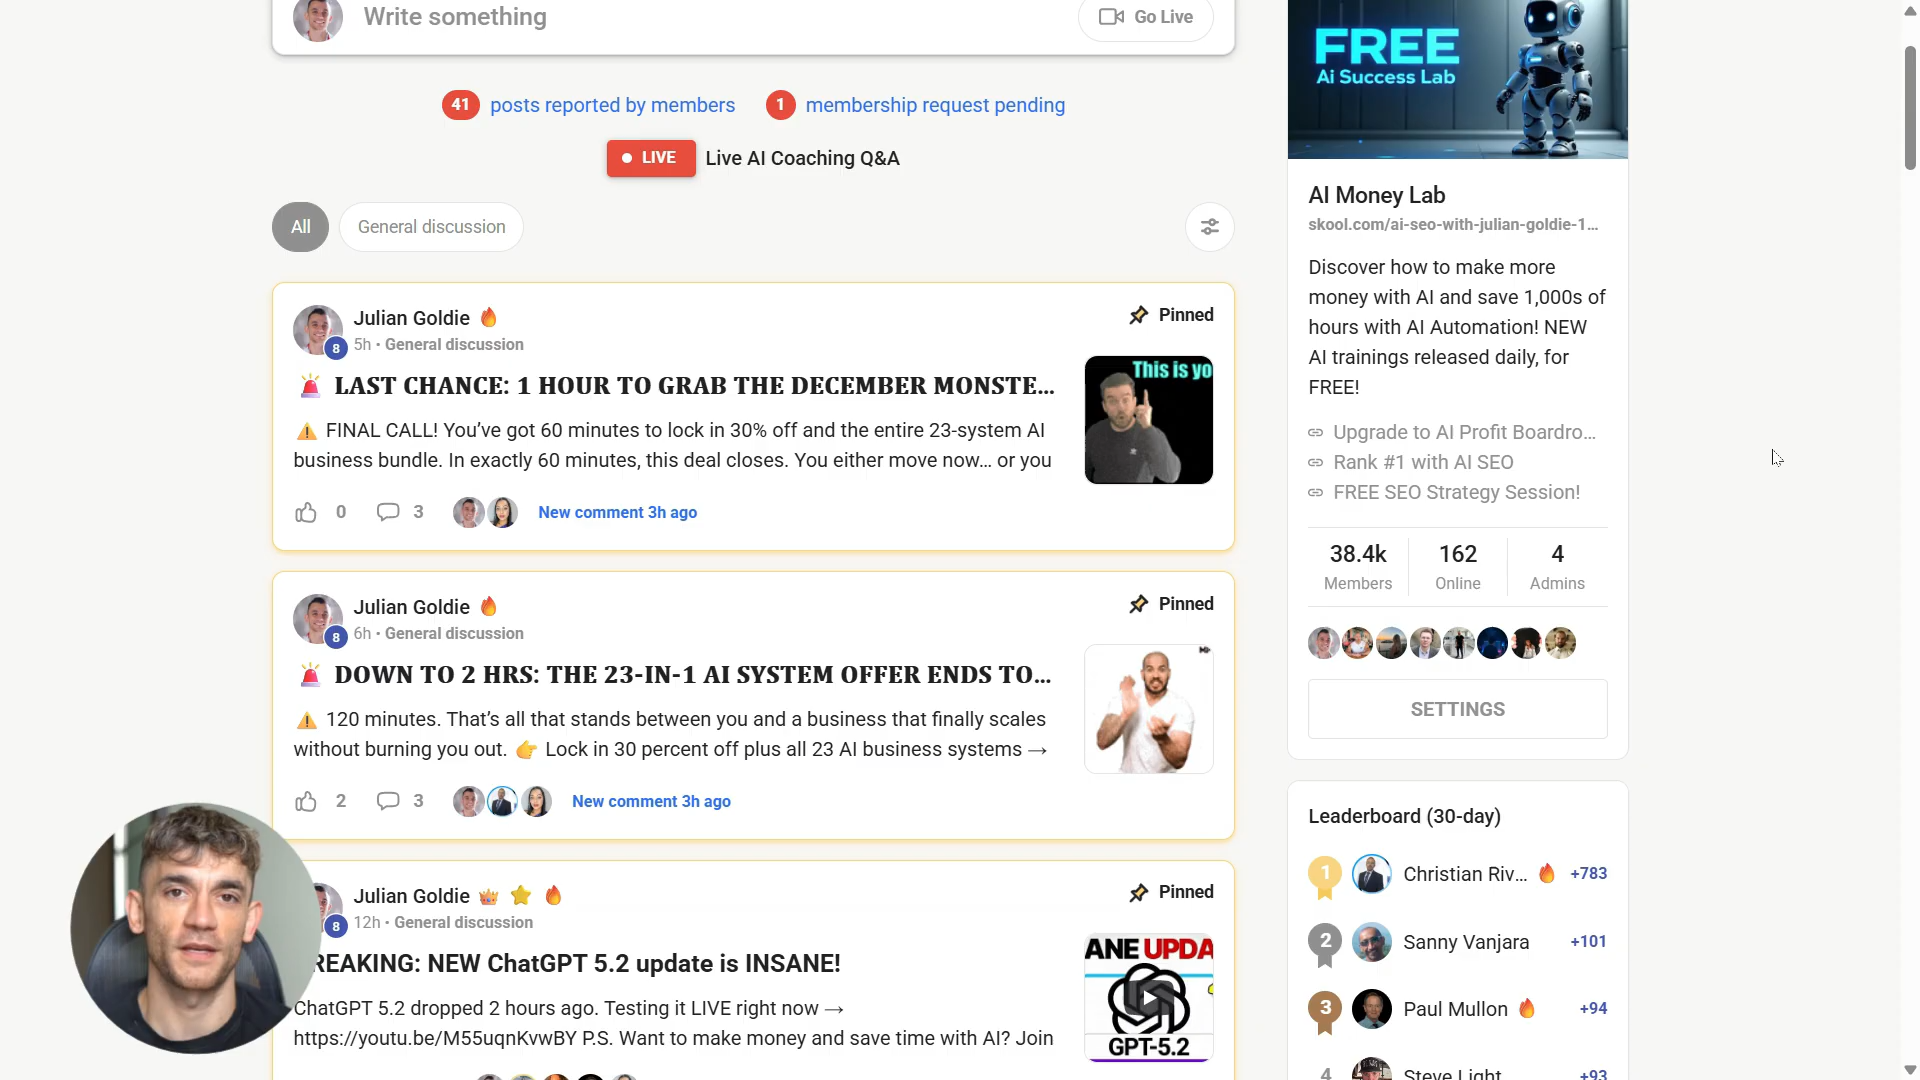 Write something
Go Live
41 posts reported by members
1 membership request pending
LIVE Live AI Coaching Q&A
All
General discussion
Julian Goldie
8
5h • General discussion
Pinned
LAST CHANCE: 1 HOUR TO GRAB THE DECEMBER MONSTE...
⚠️ FINAL CALL! You've got 60 minutes to lock in 30% off and the entire 23-system AI
business bundle. In exactly 60 minutes, this deal closes. You either move now... or you
This is yo
0
3
New comment 3h ago
Julian Goldie
8
6h • General discussion
Pinned
DOWN TO 2 HRS: THE 23-IN-1 AI SYSTEM OFFER ENDS TO...
⚠️ 120 minutes. That's all that stands between you and a business that finally scales
without burning you out. 👉 Lock in 30 percent off plus all 23 AI business systems →
2
3
New comment 3h ago
Julian Goldie
8
12h • General discussion
Pinned
REAKING: NEW ChatGPT 5.2 update is INSANE!
ChatGPT 5.2 dropped 2 hours ago. Testing it LIVE right now →
https://youtu.be/M55uqnKvwBY P.S. Want to make money and save time with AI? Join
ANE UPDA
GPT-5.2
FREE
Ai Success Lab
AI Money Lab
skool.com/ai-seo-with-julian-goldie-1...
Discover how to make more
money with AI and save 1,000s of
hours with AI Automation! NEW
AI trainings released daily, for
FREE!
Upgrade to AI Profit Boardro...
Rank #1 with AI SEO
FREE SEO Strategy Session!
38.4k
162
4
Members
Online
Admins
SETTINGS
Leaderboard (30-day)
1 Christian Riv... +783
2 Sanny Vanjara +101
3 Paul Mullon +94
4 Steve Light +93